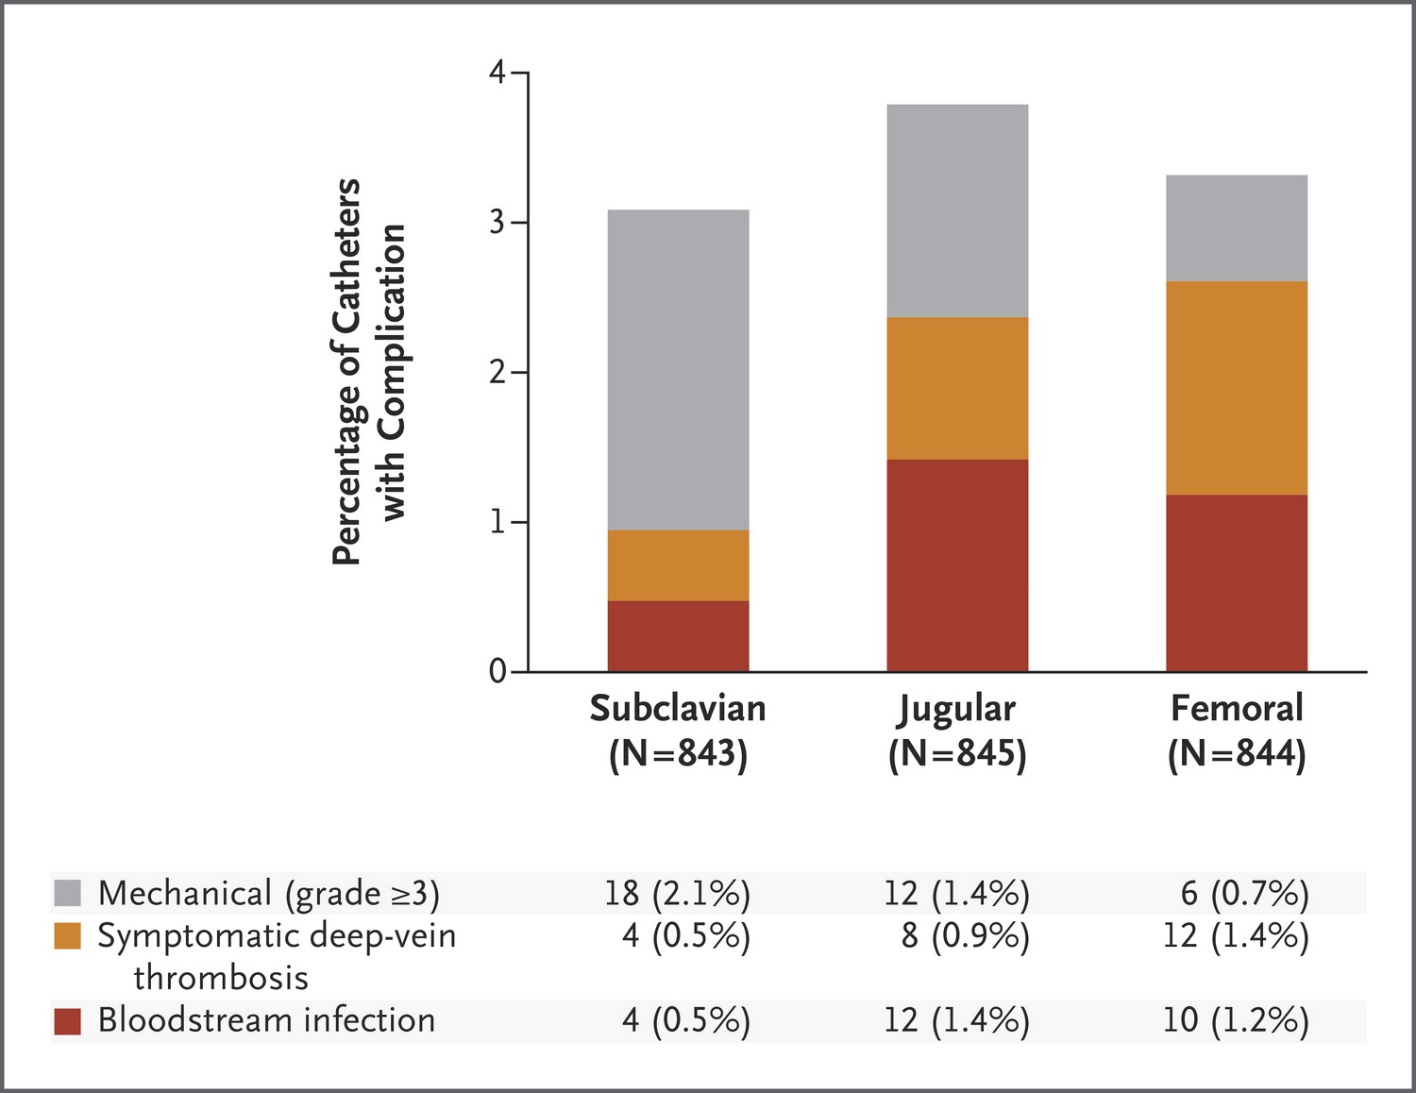 Percentage of Catheters
with Complication
4
3
2
1
0
Subclavian Jugular Femoral
(N=843) (N=845) (N=844)
Mechanical (grade ≥3) 18 (2.1%) 12 (1.4%) 6 (0.7%)
Symptomatic deep-vein 4 (0.5%) 8 (0.9%) 12 (1.4%)
thrombosis
Bloodstream infection 4 (0.5%) 12 (1.4%) 10 (1.2%)